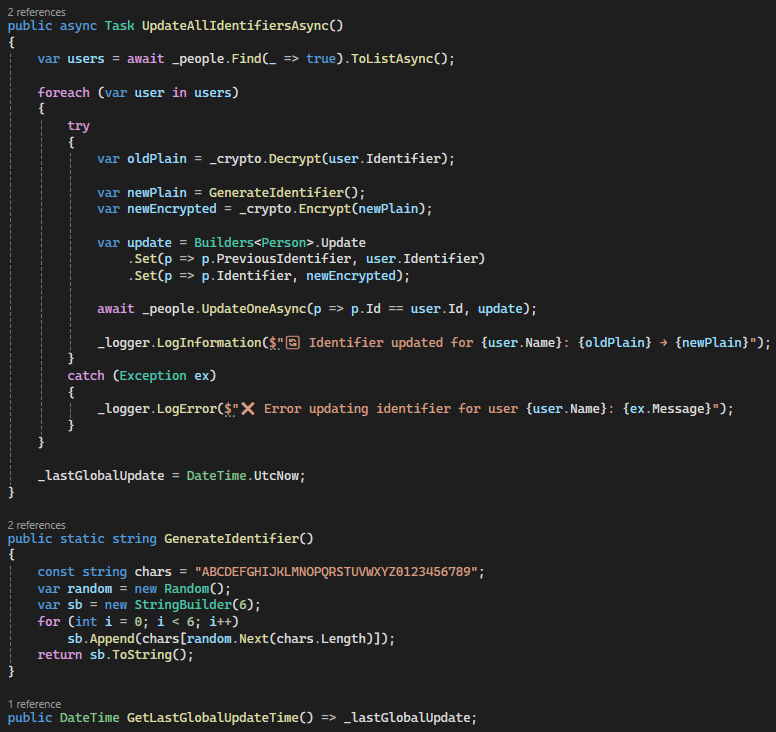 2 references
public async Task UpdateAllIdentifiersAsync()
{
    var users = await _people.Find(_ => true).ToListAsync();

    foreach (var user in users)
    {
        try
        {
            var oldPlain = _crypto.Decrypt(user.Identifier);

            var newPlain = GenerateIdentifier();
            var newEncrypted = _crypto.Encrypt(newPlain);

            var update = Builders<Person>.Update
                .Set(p => p.PreviousIdentifier, user.Identifier)
                .Set(p => p.Identifier, newEncrypted);

            await _people.UpdateOneAsync(p => p.Id == user.Id, update);

            _logger.LogInformation($"🔄 Identifier updated for {user.Name}: {oldPlain} → {newPlain}");
        }
        catch (Exception ex)
        {
            _logger.LogError($"❌ Error updating identifier for user {user.Name}: {ex.Message}");
        }
    }

    _lastGlobalUpdate = DateTime.UtcNow;
}

2 references
public static string GenerateIdentifier()
{
    const string chars = "ABCDEFGHIJKLMNOPQRSTUVWXYZ0123456789";
    var random = new Random();
    var sb = new StringBuilder(6);
    for (int i = 0; i < 6; i++)
        sb.Append(chars[random.Next(chars.Length)]);
    return sb.ToString();
}

1 reference
public DateTime GetLastGlobalUpdateTime() => _lastGlobalUpdate;